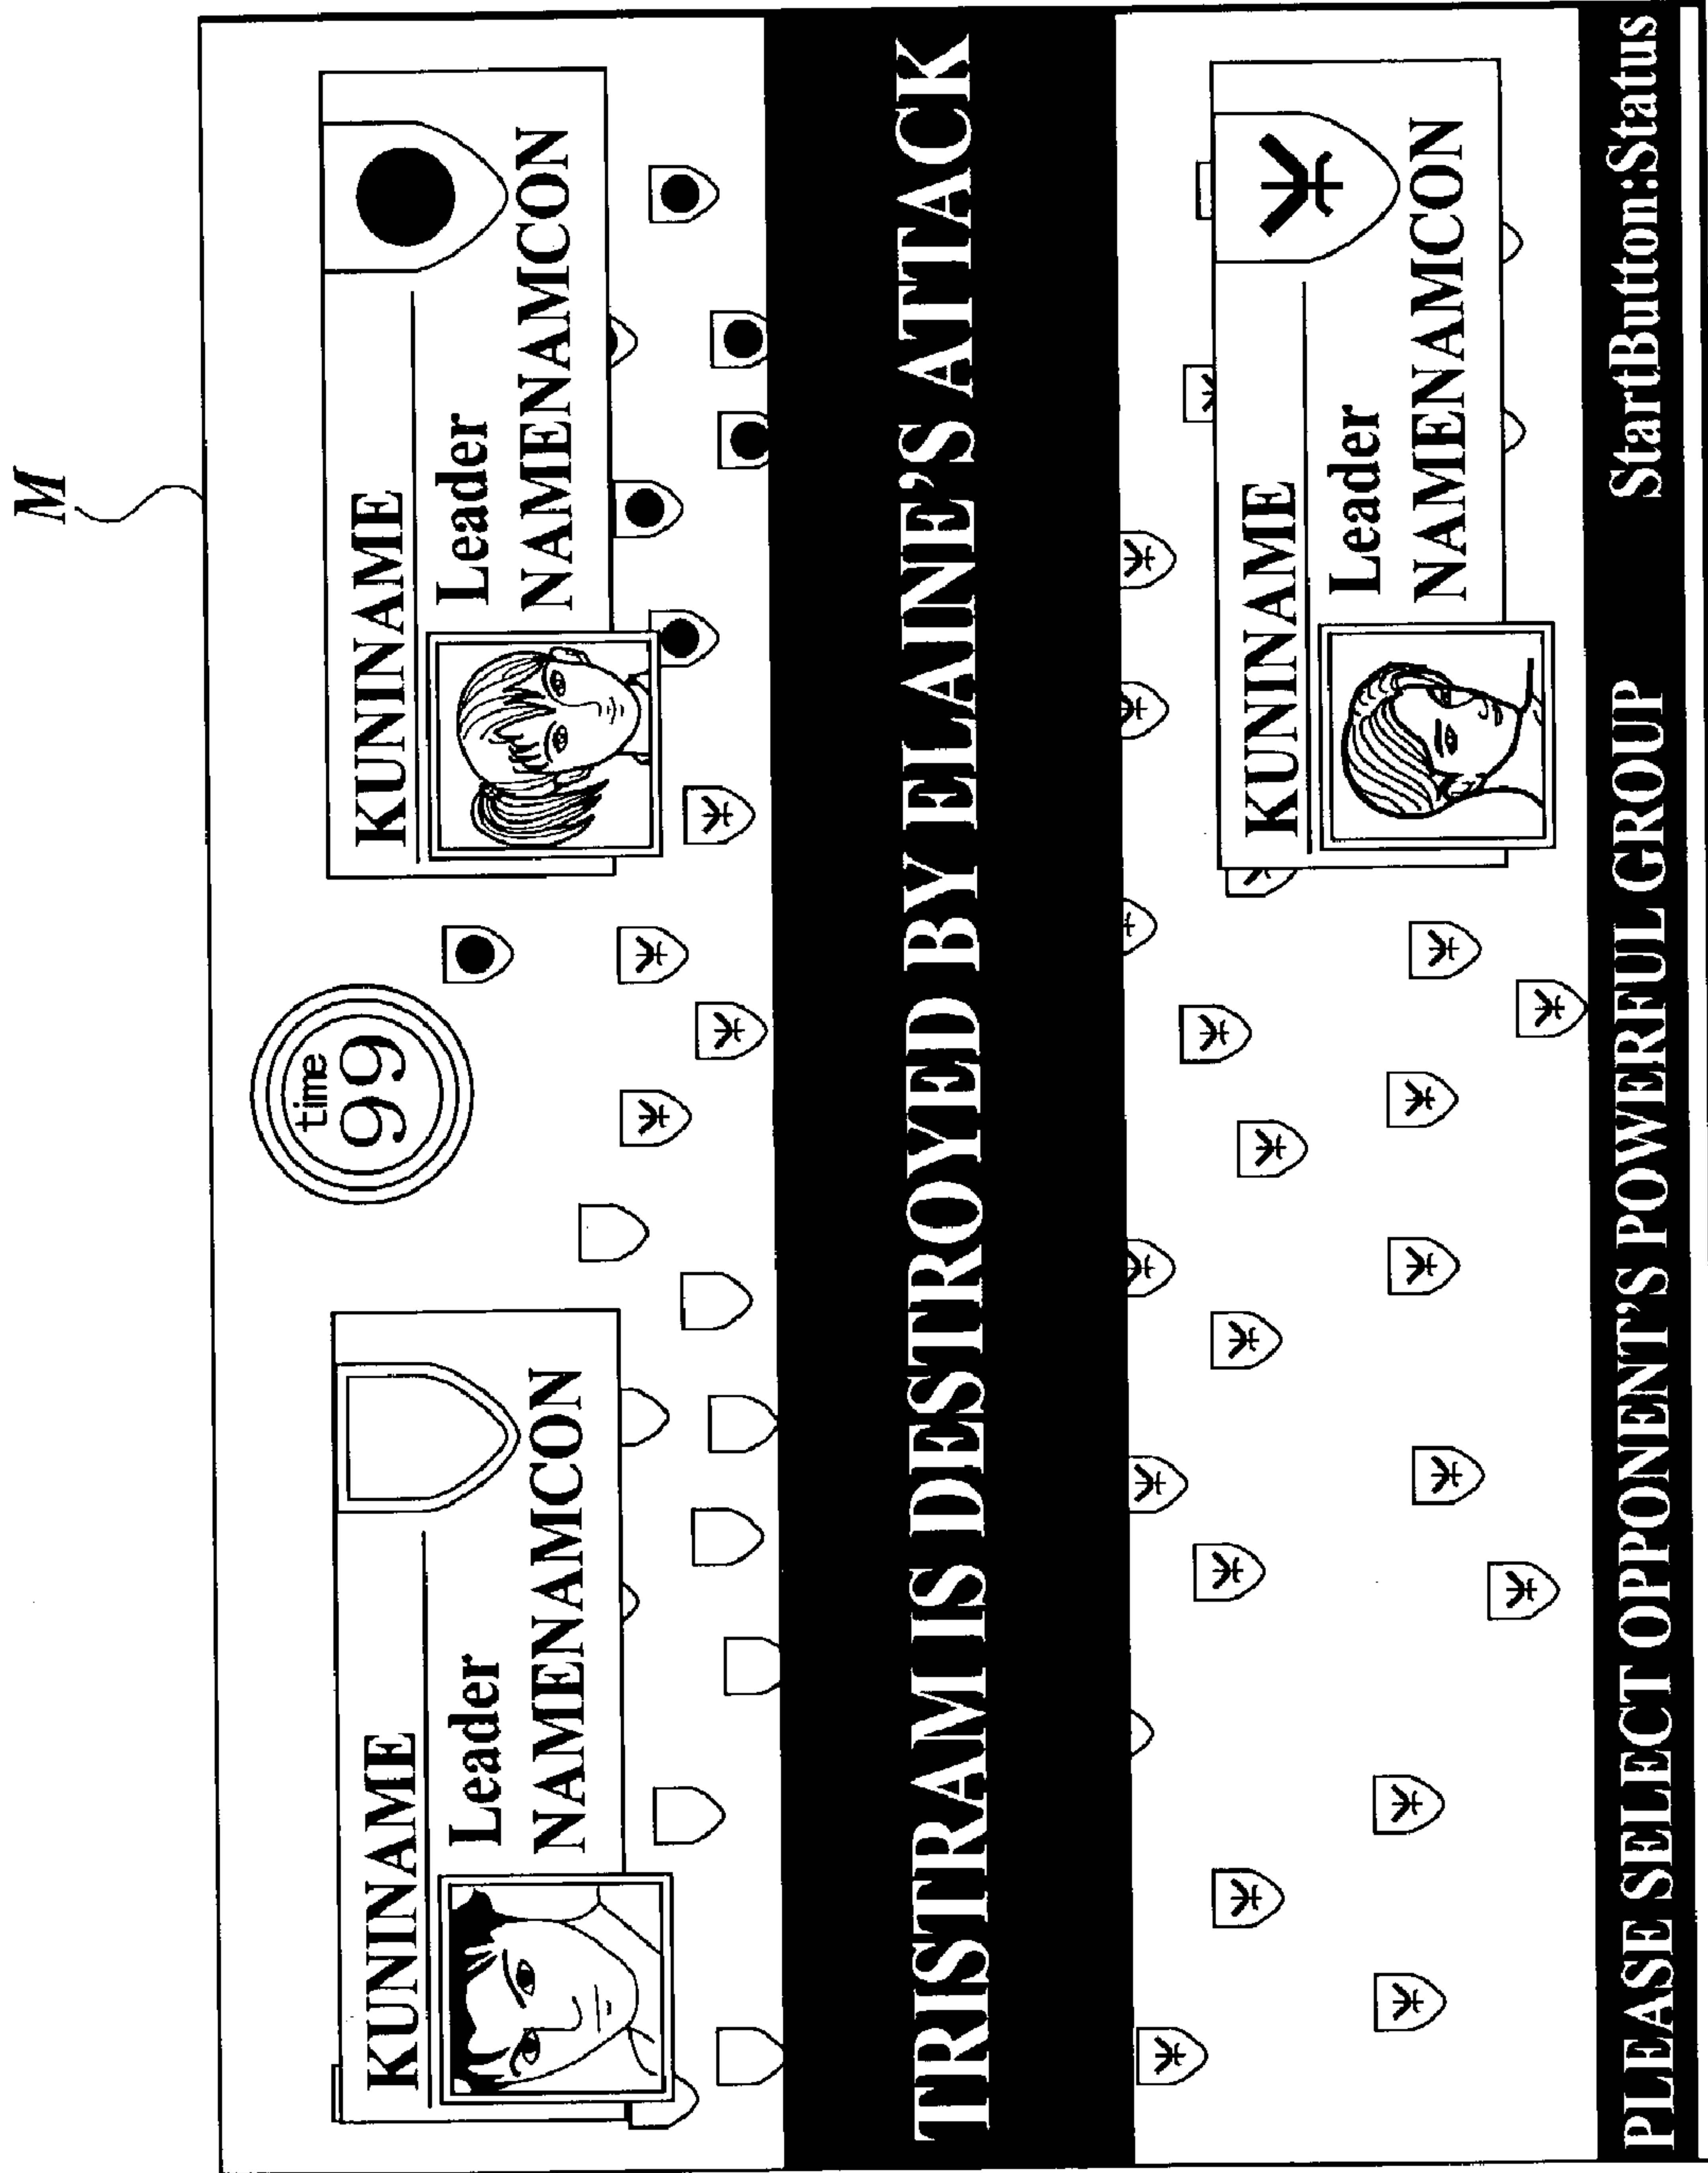 M
time
99
KUNINAME
Leader
NAMENAMCON
KUNINAME
Leader
NAMENAMCON
TRISTRAM IS DESTROYED BY ELAINE'S ATTACK
KUNINAME
Leader
NAMENAMCON
PLEASE SELECT OPPONENT'S POWERFUL GROUP StartButton:Status